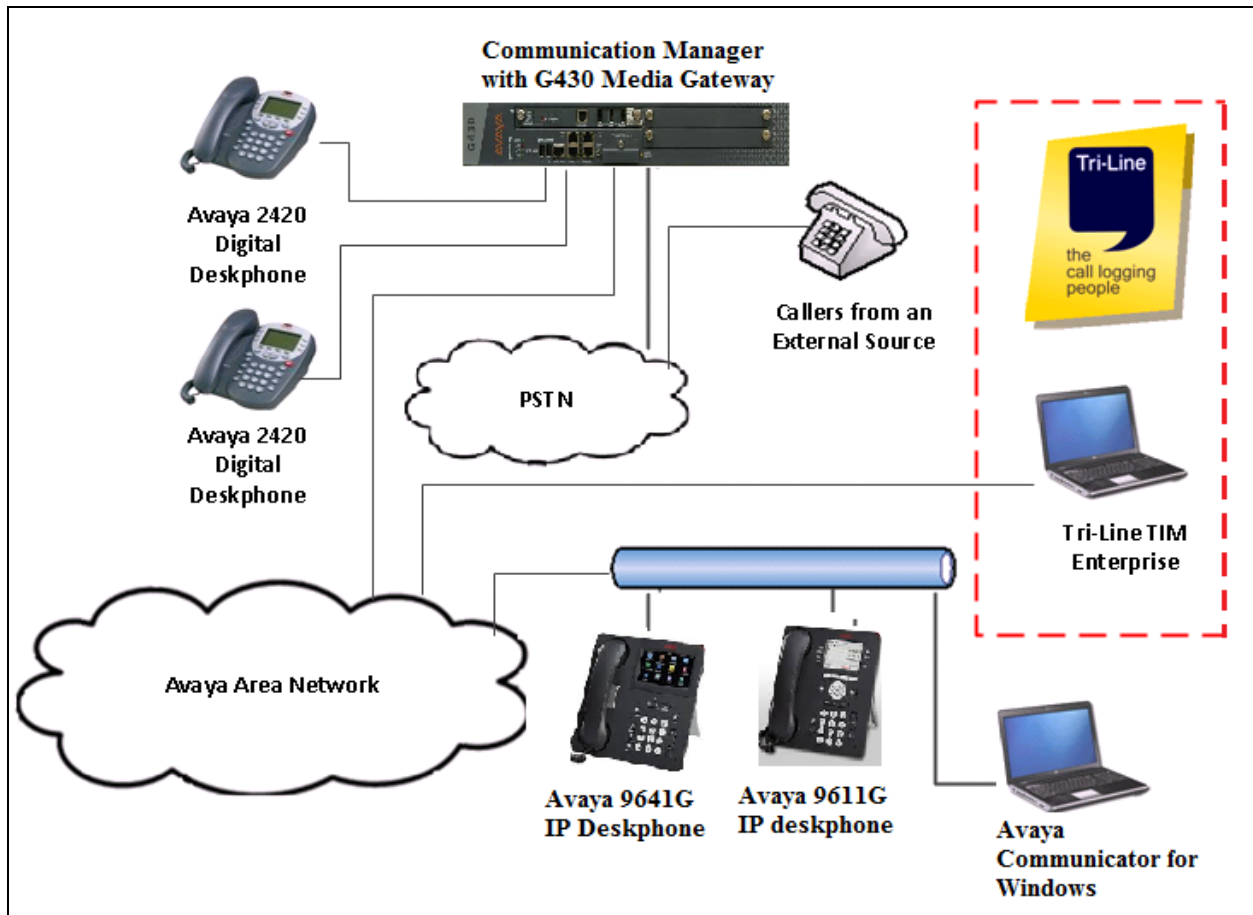 Communication Manager
with G430 Media Gateway
G430
AVAYA
Avaya 2420
Digital
Deskphone
Avaya 2420
Digital
Deskphone
Callers from an
External Source
PSTN
Tri-Line
the
call logging
people
Tri-Line TIM
Enterprise
Avaya Area Network
Avaya 9641G
IP Deskphone
Avaya 9611G
IP deskphone
Avaya
Communicator for
Windows